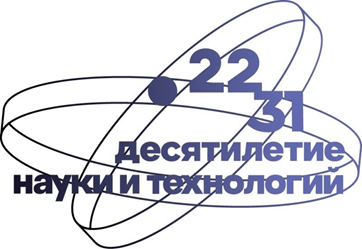 .22
31
десятилетие
науки и технологий